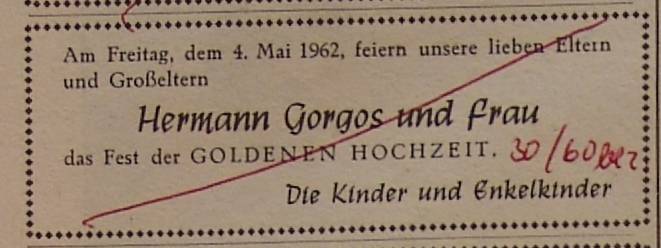 Am Freitag, dem 4. Mai 1962, feiern unsere lieben Eltern
und Großeltern
Hermann Gorgos und Frau
das Fest der GOLDENEN HOCHZEIT. 30/60
Die Kinder und Enkelkinder